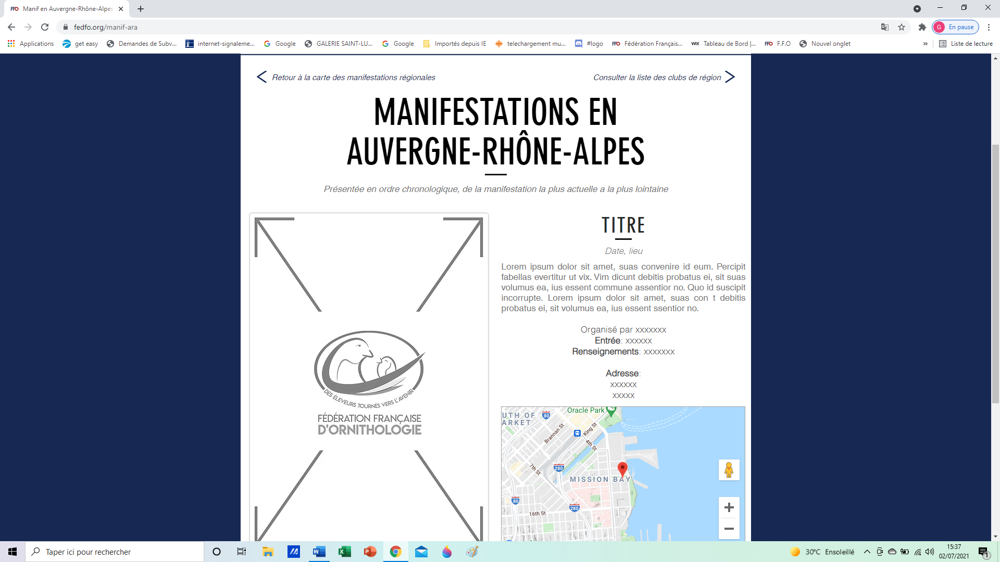 FFO Manif en Auvergne-Rhône-Alpes
fedfo.org/manif-ara
G En pause
Applications get easy Demandes de Subv... internet-signaleme... Google GALERIE SAINT-LU... Google Importés depuis IE telechargement mu... #logo FFO Fédération Français... WIX Tableau de Bord |... FFO F.F.O Nouvel onglet » Liste de lecture
Retour à la carte des manifestations régionales
Consulter la liste des clubs de région
MANIFESTATIONS EN
AUVERGNE-RHÔNE-ALPES
Présentée en ordre chronologique, de la manifestation la plus actuelle a la plus lointaine
DES ÉLEVEURS TOURNÉS VERS L'AVENIR
FÉDÉRATION FRANÇAISE
D'ORNITHOLOGIE
TITRE
Date, lieu
Lorem ipsum dolor sit amet, suas convenire id eum. Percipit
fabellas evertitur ut vix. Vim dicunt debitis probatus ei, sit suas
volumus ea, ius essent commune assentior no. Quo id suscipit
incorrupte. Lorem ipsum dolor sit amet, suas con t debitis
probatus ei, sit volumus ea, ius essent ssentior no.
Organisé par xxxxxxx
Entrée: xxxxxx
Renseignements: xxxxxxx
Adresse:
xxxxxx
xxxxx
Oracle Park
UTH OF
ARKET
80
Brannan St
King St
4th St
7th St
280
MISSION BAY
80
280
16th St
Taper ici pour rechercher
30°C Ensoleillé
15:37
02/07/2021
1